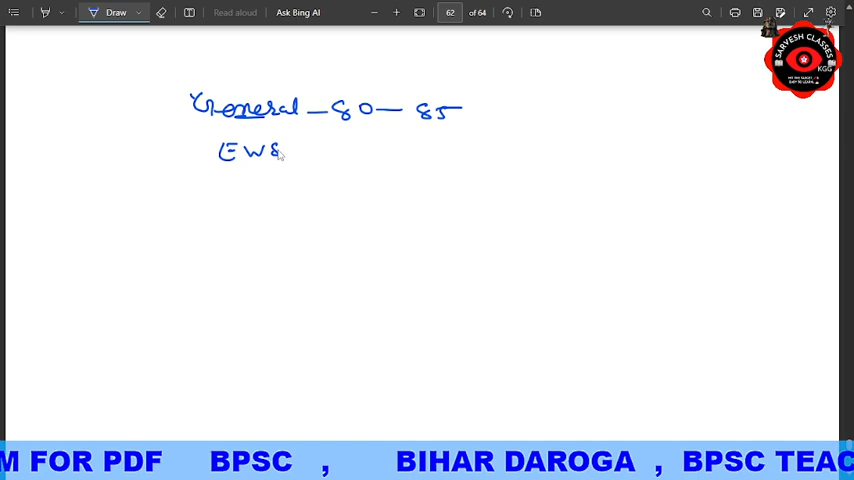 Draw
Read aloud
Ask Bing AI
62
of 64
SARVESH CLASSES
KGG
General - 80 - 85
EWS
M FOR PDF BPSC , BIHAR DAROGA , BPSC TEAC